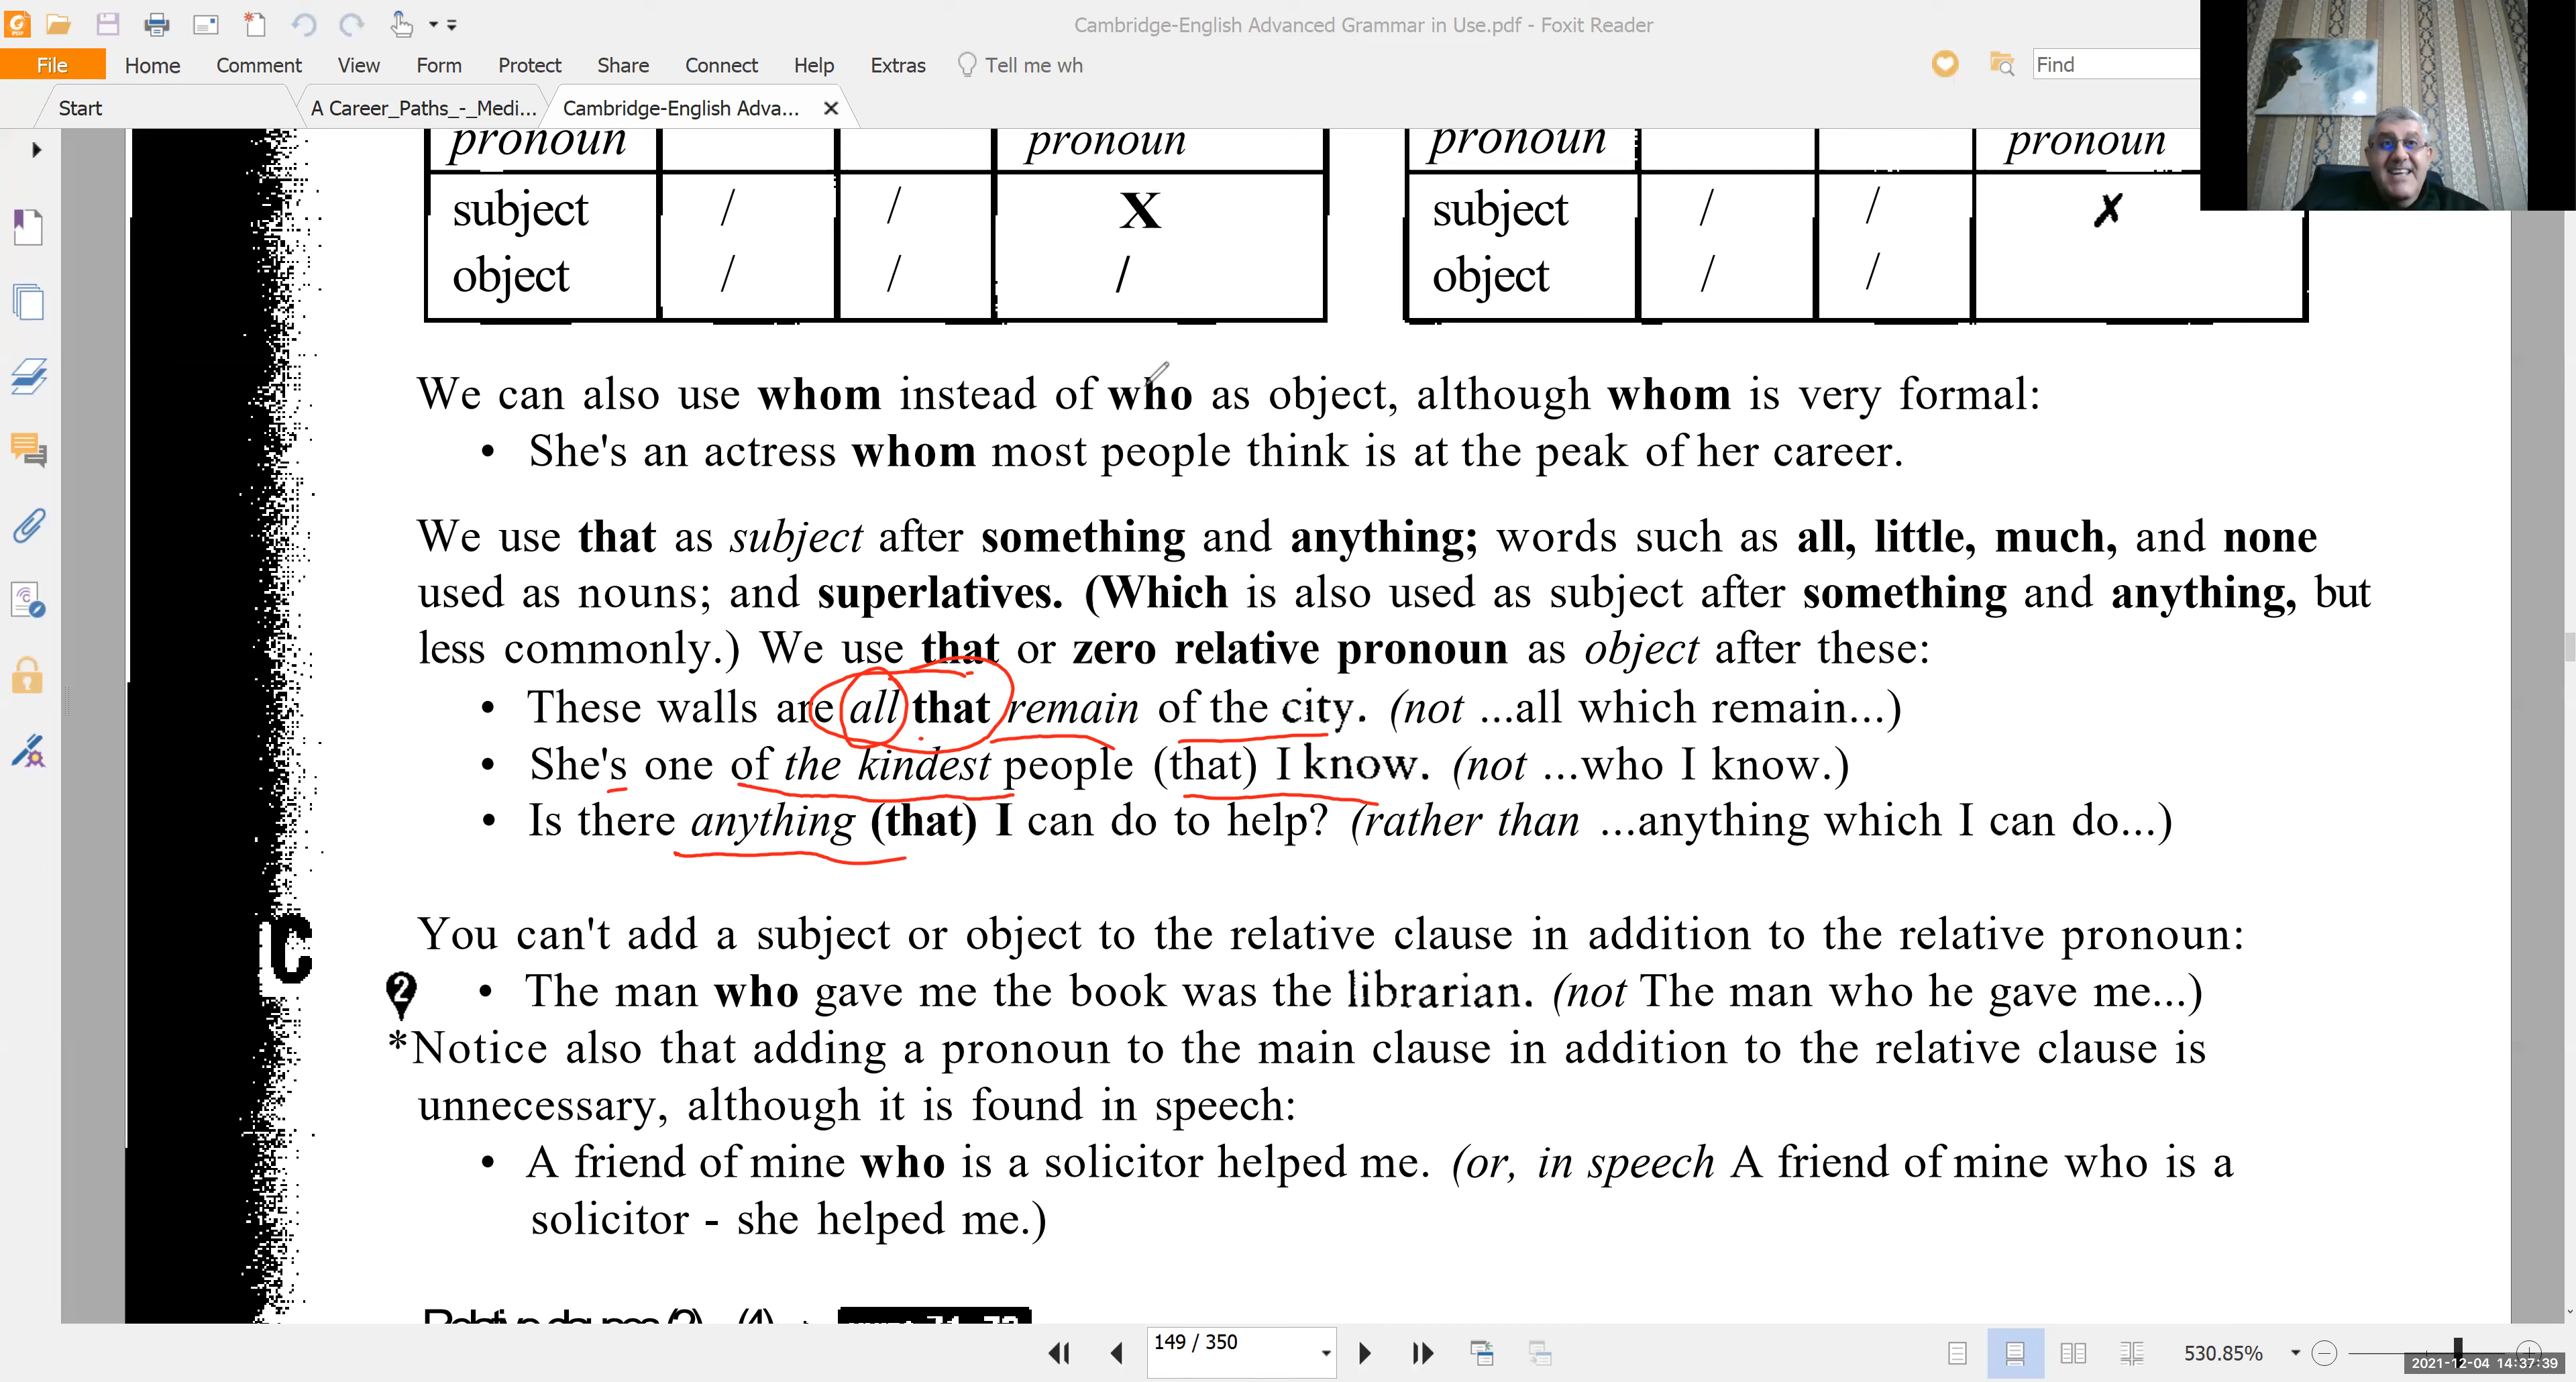 Cambridge-English Advanced Grammar in Use.pdf - Foxit Reader
File Home Comment View Form Protect Share Connect Help Extras Tell me wh Find
Start A Career_Paths_-_Medi... Cambridge-English Adva...
pronoun pronoun pronoun pronoun
subject / / X subject / / ✗
object / / / object / /
We can also use whom instead of who as object, although whom is very formal:
• She's an actress whom most people think is at the peak of her career.
We use that as subject after something and anything; words such as all, little, much, and none
used as nouns; and superlatives. (Which is also used as subject after something and anything, but
less commonly.) We use that or zero relative pronoun as object after these:
• These walls are all that remain of the city. (not ...all which remain...)
• She's one of the kindest people (that) I know. (not ...who I know.)
• Is there anything (that) I can do to help? (rather than ...anything which I can do...)
C
You can't add a subject or object to the relative clause in addition to the relative pronoun:
2 • The man who gave me the book was the librarian. (not The man who he gave me...)
*Notice also that adding a pronoun to the main clause in addition to the relative clause is
unnecessary, although it is found in speech:
• A friend of mine who is a solicitor helped me. (or, in speech A friend of mine who is a
solicitor - she helped me.)
149 / 350 530.85%
2021-12-04 14:37:39